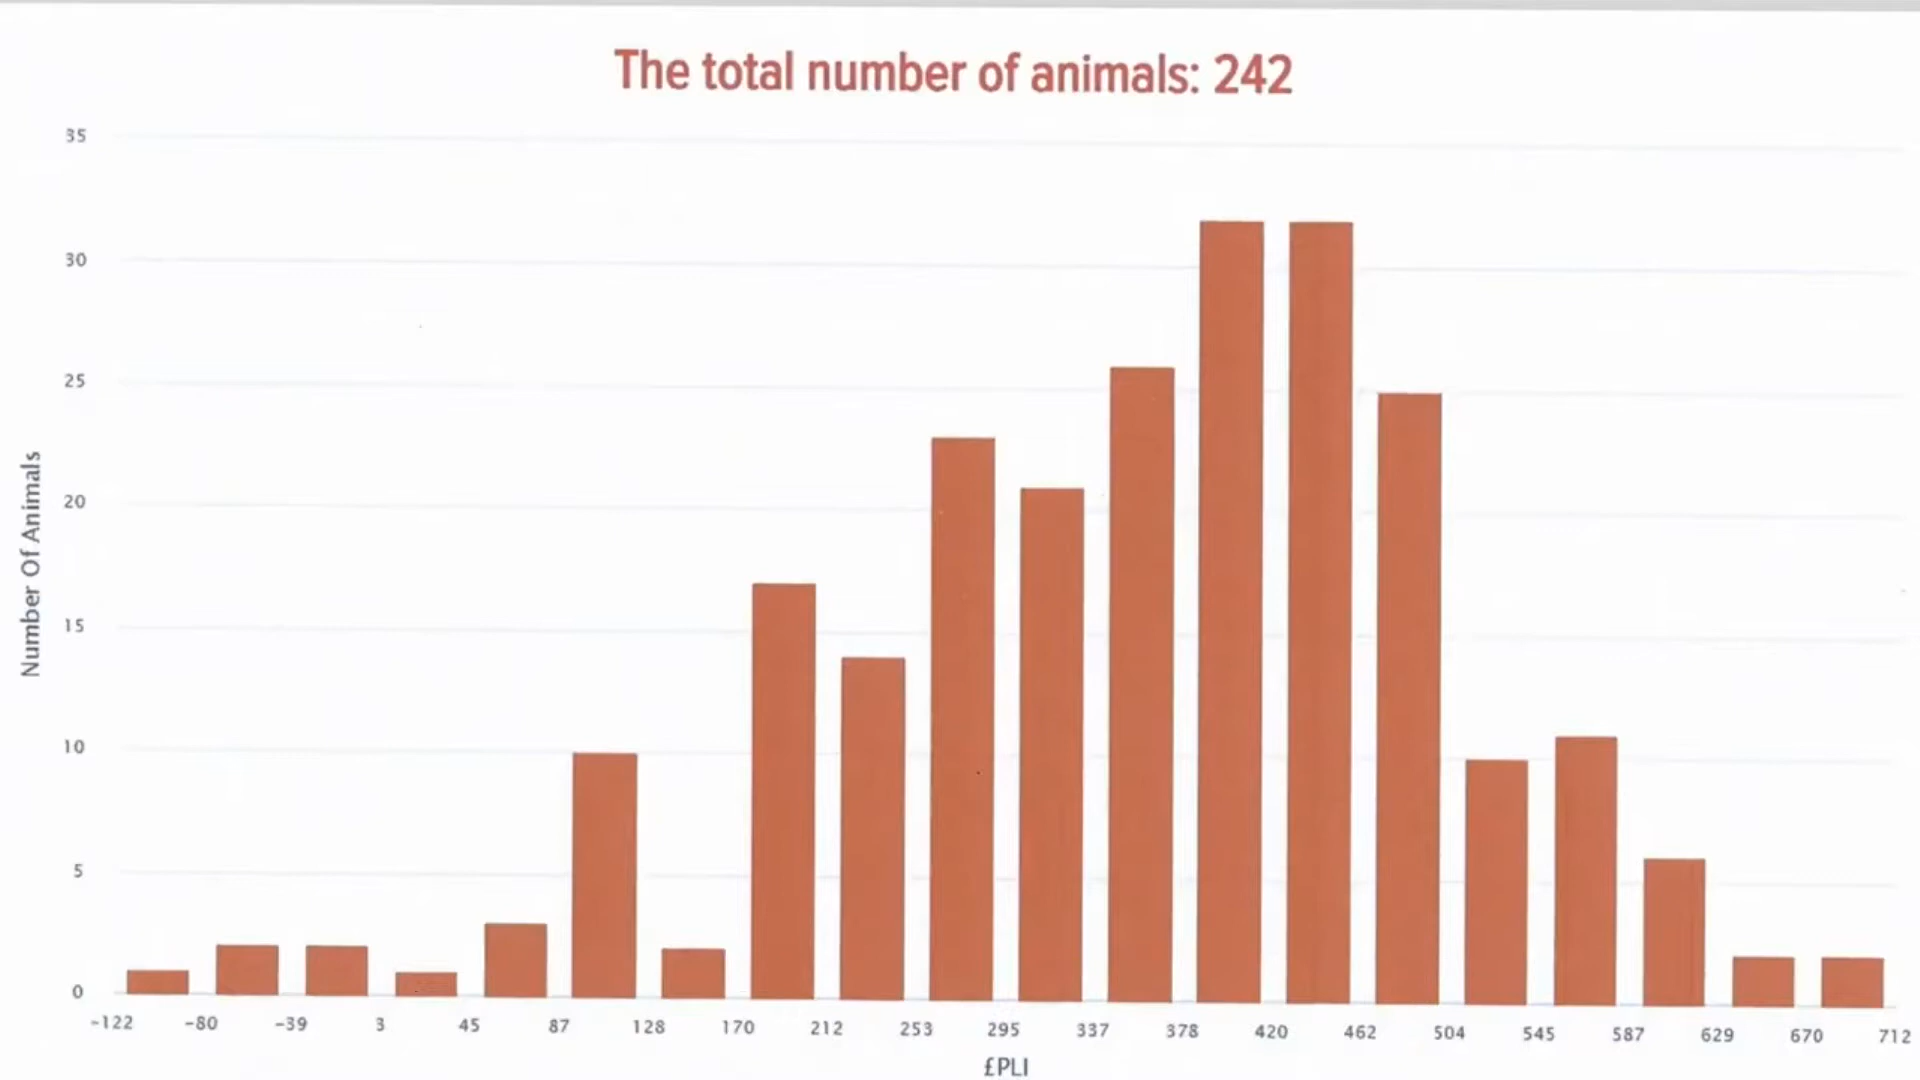 The total number of animals: 242
35
30
25
20
15
10
5
0
Number Of Animals
-122 -80 -39 3 45 87 128 170 212 253 295 337 378 420 462 504 545 587 629 670 712
£PLI